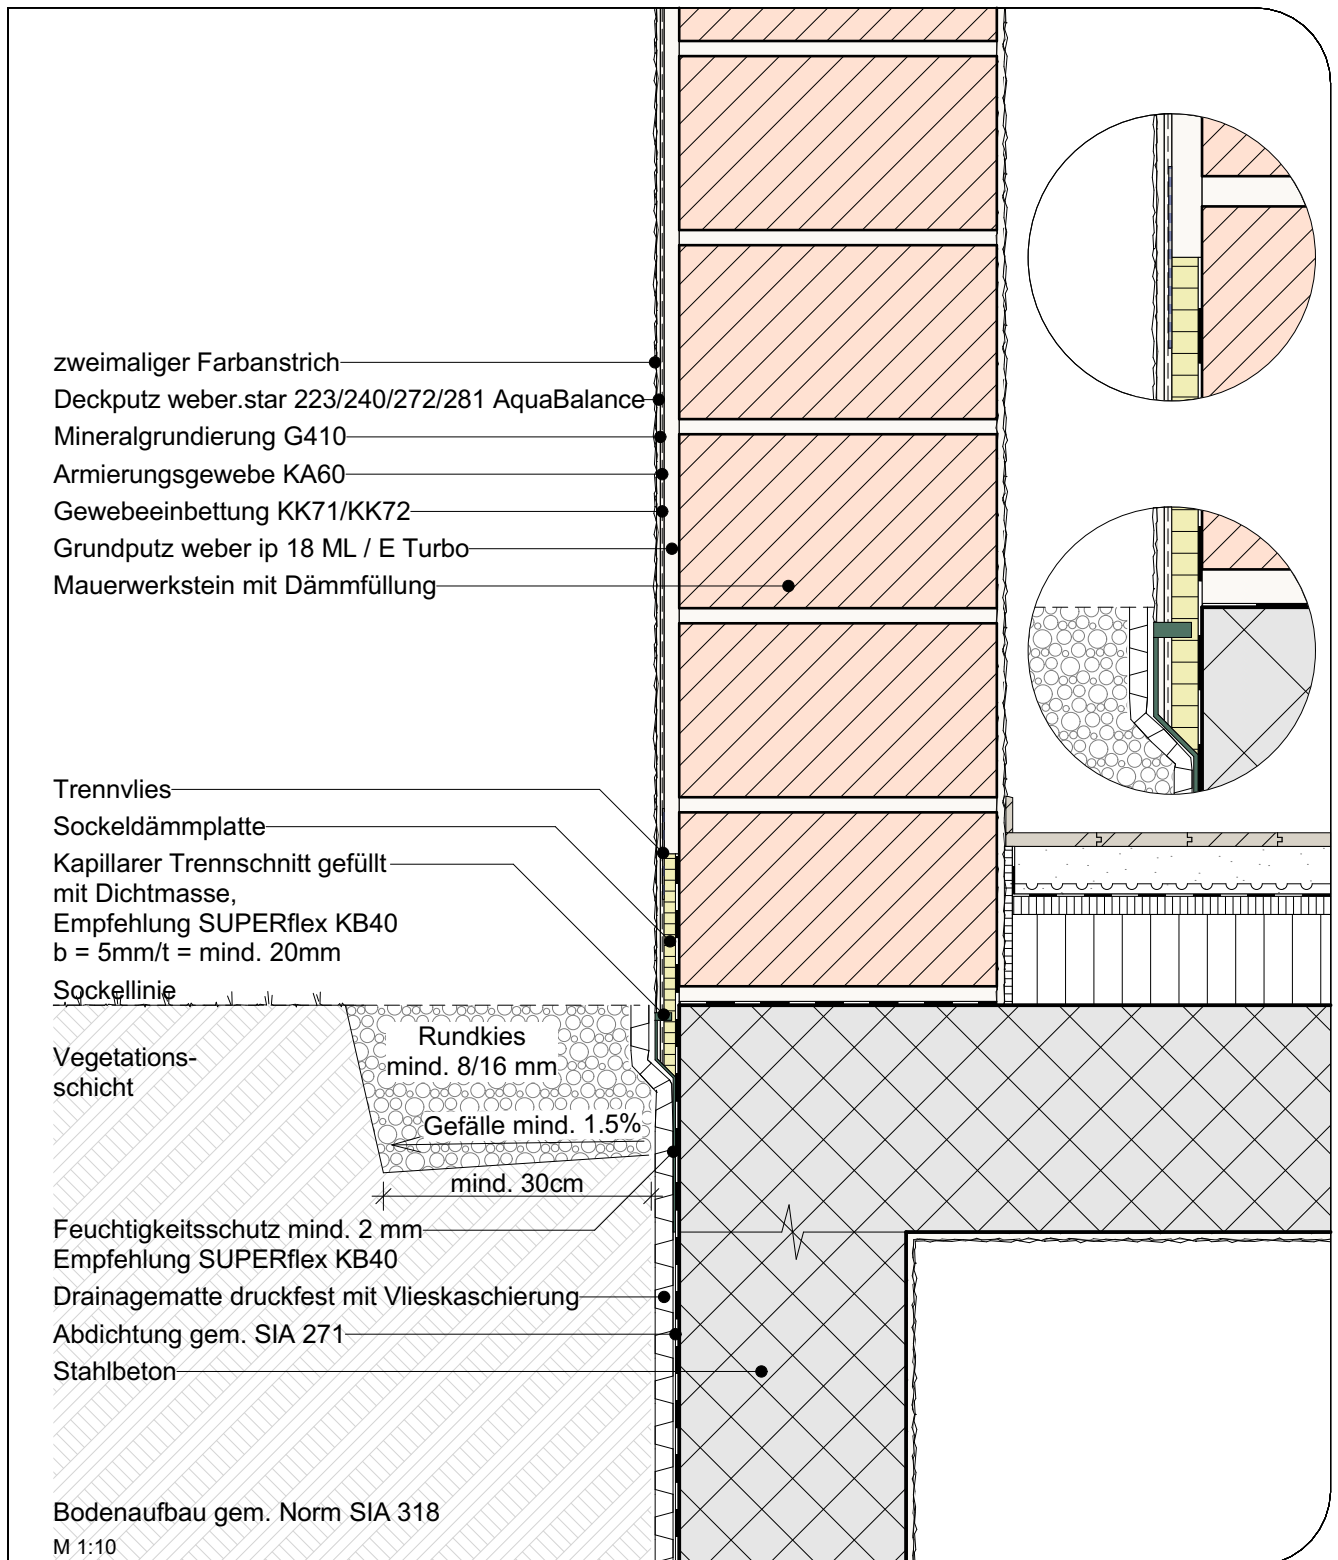 zweimaliger Farbanstrich
Deckputz weber.star 223/240/272/281 AquaBalance
Mineralgrundierung G410
Armierungsgewebe KA60
Gewebeeinbettung KK71/KK72
Grundputz weber ip 18 ML / E Turbo
Mauerwerkstein mit Dämmfüllung
Trennvlies
Sockeldämmplatte
Kapillarer Trennschnitt gefüllt
mit Dichtmasse,
Empfehlung SUPERflex KB40
b = 5mm/t = mind. 20mm
Sockellinie
Rundkies
mind. 8/16 mm
Vegetations-
schicht
Gefälle mind. 1.5%
mind. 30cm
Feuchtigkeitsschutz mind. 2 mm
Empfehlung SUPERflex KB40
Drainagematte druckfest mit Vlieskaschierung
Abdichtung gem. SIA 271
Stahlbeton
Bodenaufbau gem. Norm SIA 318
M 1:10